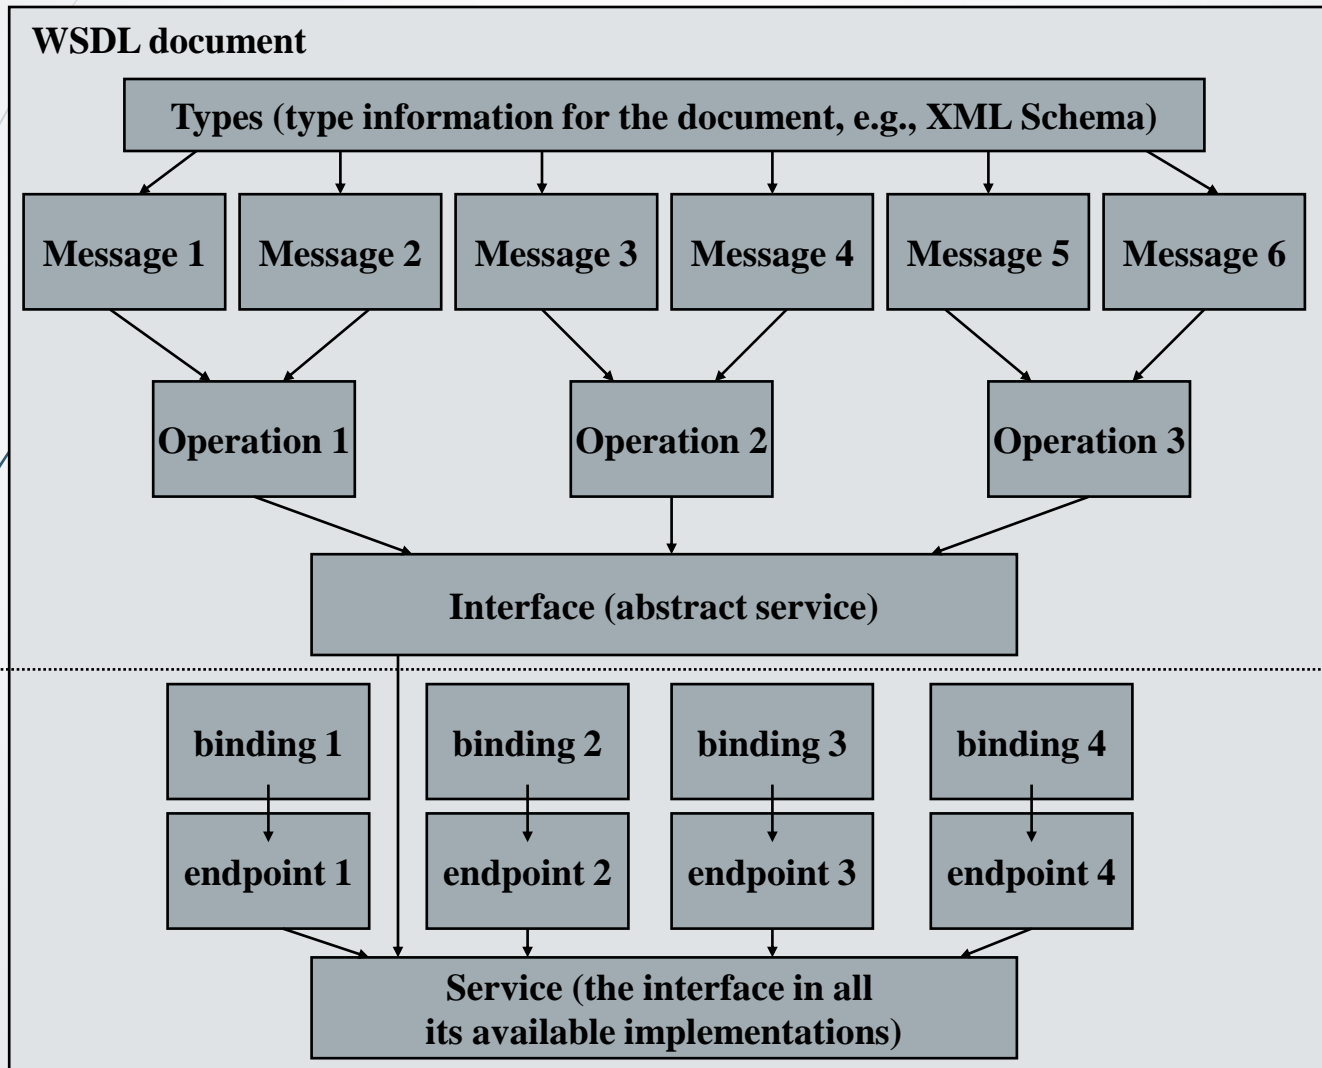 WSDL document
Types (type information for the document, e.g., XML Schema)
Message 1
Message 2
Message 3
Message 4
Message 5
Message 6
Operation 1
Operation 2
Operation 3
Interface (abstract service)
binding 1
binding 2
binding 3
binding 4
endpoint 1
endpoint 2
endpoint 3
endpoint 4
Service (the interface in all
its available implementations)